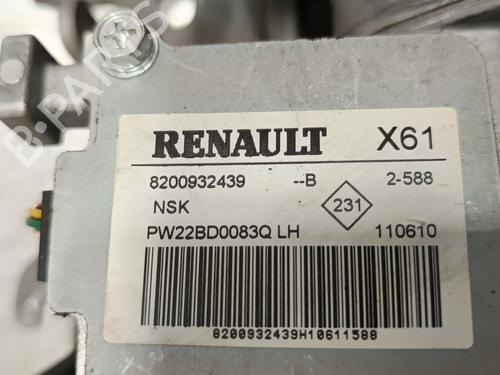 B-PARTS
RENAULT X61
8200932439 --B 2-588
NSK 231
PW22BD0083Q LH 110610
8200932439H10611588